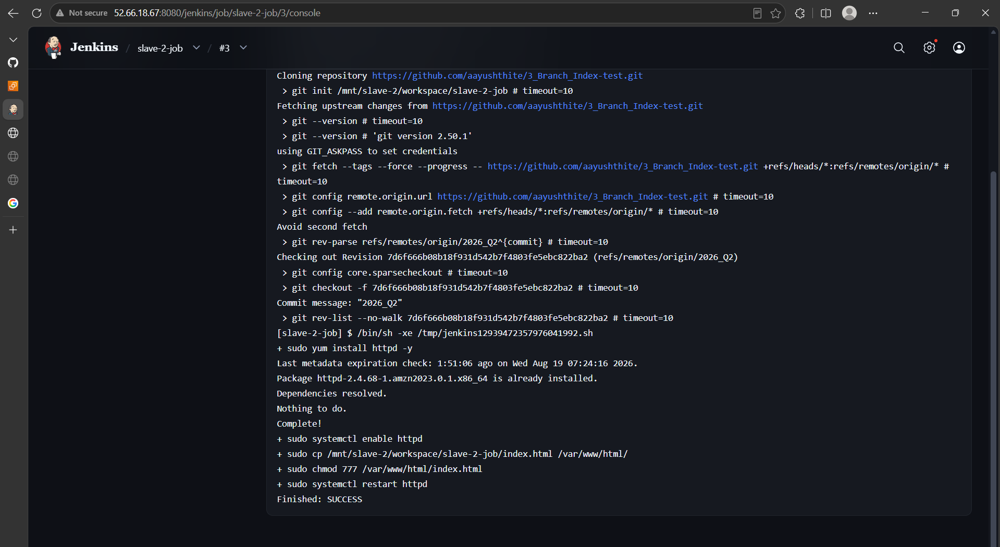 Not secure 52.66.18.67:8080/jenkins/job/slave-2-job/3/console
Jenkins / slave-2-job / #3
Cloning repository https://github.com/aayushthite/3_Branch_Index-test.git
> git init /mnt/slave-2/workspace/slave-2-job # timeout=10
Fetching upstream changes from https://github.com/aayushthite/3_Branch_Index-test.git
> git --version # timeout=10
> git --version # 'git version 2.50.1'
using GIT_ASKPASS to set credentials
> git fetch --tags --force --progress -- https://github.com/aayushthite/3_Branch_Index-test.git +refs/heads/*:refs/remotes/origin/* #
timeout=10
> git config remote.origin.url https://github.com/aayushthite/3_Branch_Index-test.git # timeout=10
> git config --add remote.origin.fetch +refs/heads/*:refs/remotes/origin/* # timeout=10
Avoid second fetch
> git rev-parse refs/remotes/origin/2026_Q2^{commit} # timeout=10
Checking out Revision 7d6f666b08b18f931d542b7f4803fe5ebc822ba2 (refs/remotes/origin/2026_Q2)
> git config core.sparsecheckout # timeout=10
> git checkout -f 7d6f666b08b18f931d542b7f4803fe5ebc822ba2 # timeout=10
Commit message: "2026_Q2"
> git rev-list --no-walk 7d6f666b08b18f931d542b7f4803fe5ebc822ba2 # timeout=10
[slave-2-job] $ /bin/sh -xe /tmp/jenkins12939472357976041992.sh
+ sudo yum install httpd -y
Last metadata expiration check: 1:51:06 ago on Wed Aug 19 07:24:16 2026.
Package httpd-2.4.68-1.amzn2023.0.1.x86_64 is already installed.
Dependencies resolved.
Nothing to do.
Complete!
+ sudo systemctl enable httpd
+ sudo cp /mnt/slave-2/workspace/slave-2-job/index.html /var/www/html/
+ sudo chmod 777 /var/www/html/index.html
+ sudo systemctl restart httpd
Finished: SUCCESS